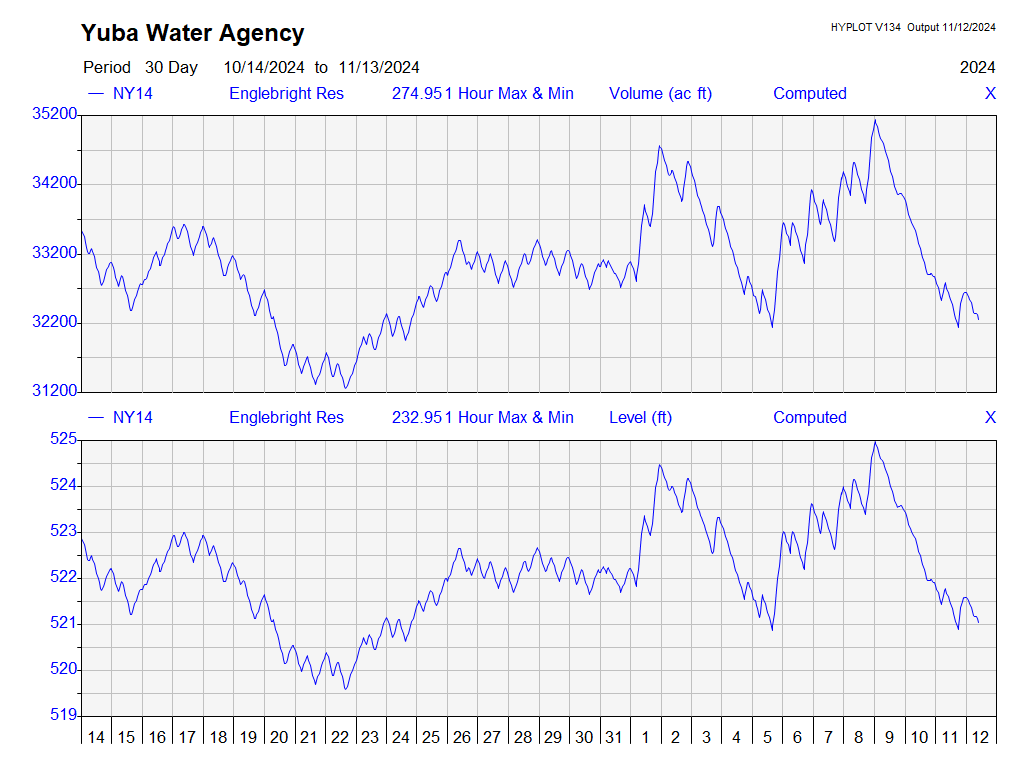 Yuba Water Agency
HYPLOT V134 Output 11/12/2024
Period 30 Day 10/14/2024 to 11/13/2024 2024
NY14 Englebright Res 274.951 Hour Max & Min Volume (ac ft) Computed X
35200
34200
33200
32200
31200
NY14 Englebright Res 232.951 Hour Max & Min Level (ft) Computed X
525
524
523
522
521
520
519
14 15 16 17 18 19 20 21 22 23 24 25 26 27 28 29 30 31 1 2 3 4 5 6 7 8 9 10 11 12